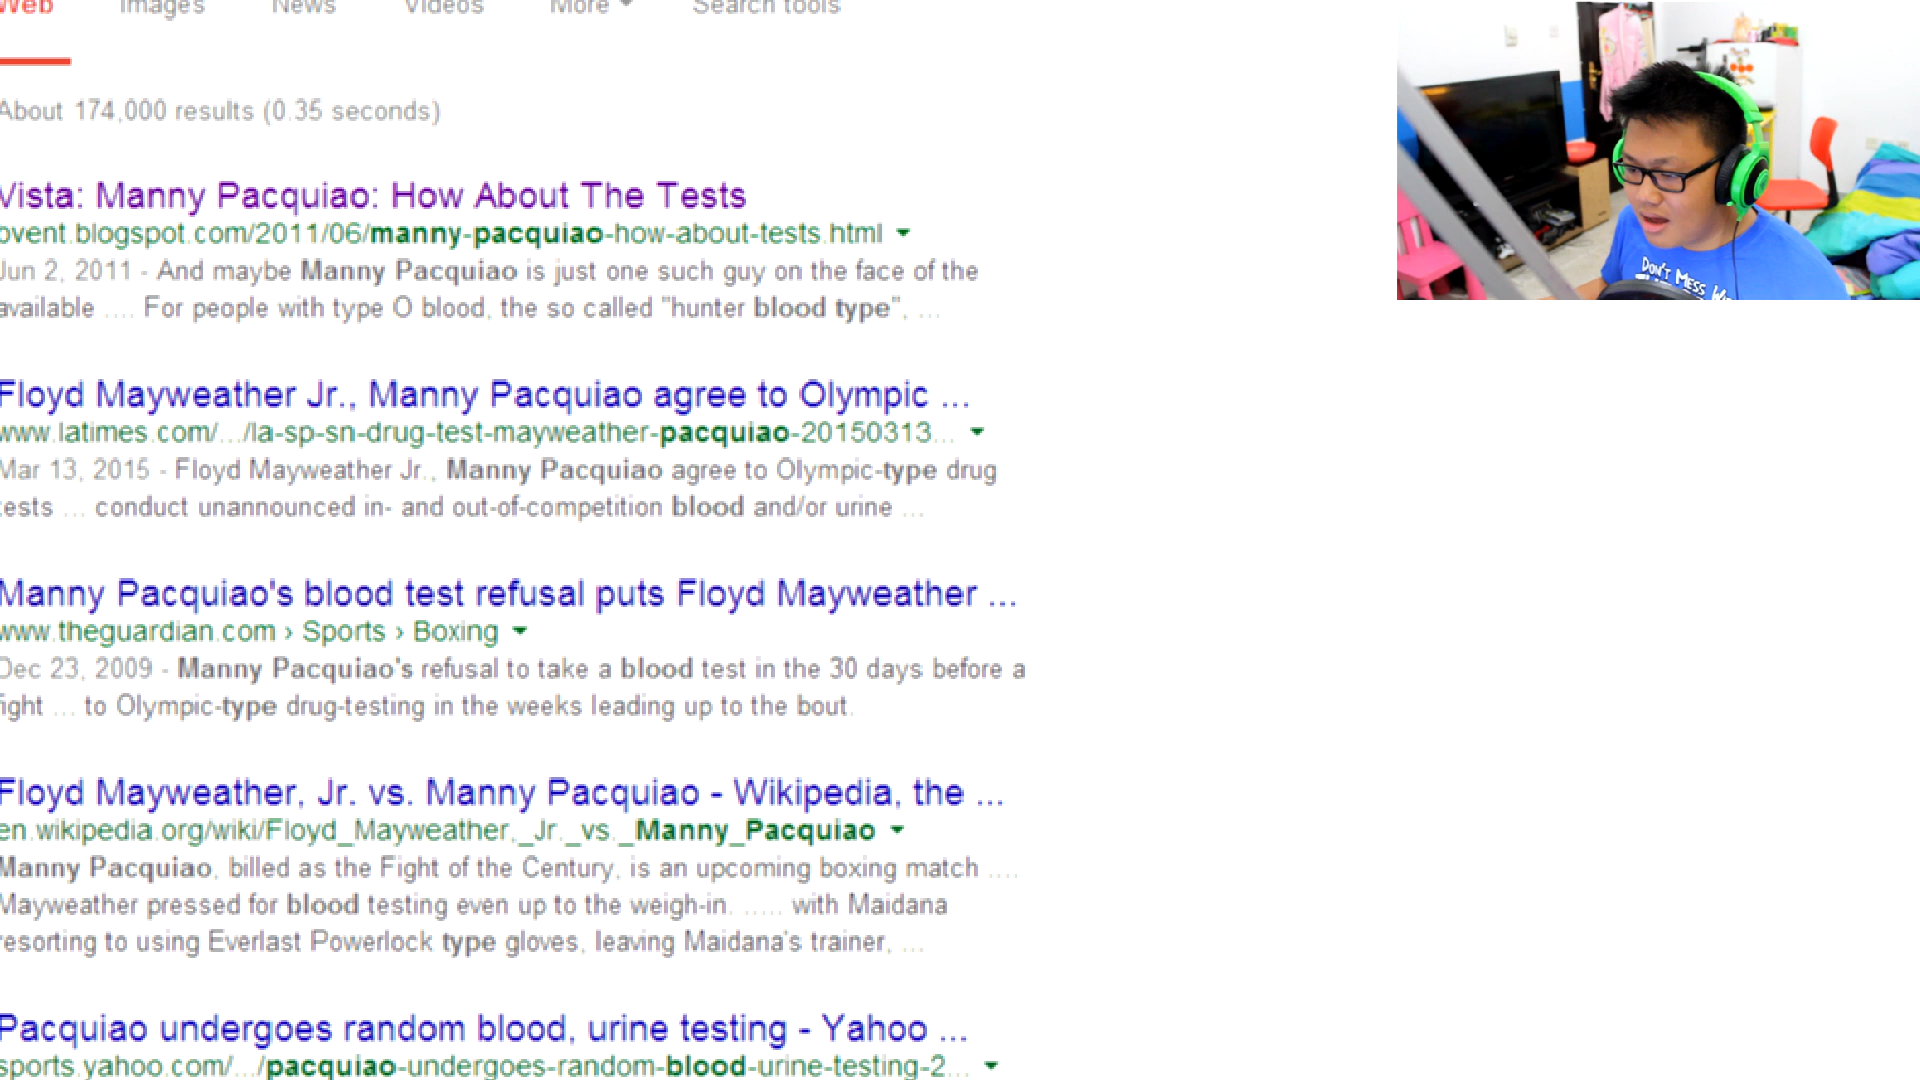 Web Images News Videos More Search tools
About 174,000 results (0.35 seconds)
Vista: Manny Pacquiao: How About The Tests
ovent.blogspot.com/2011/06/manny-pacquiao-how-about-tests.html
Jun 2, 2011 - And maybe Manny Pacquiao is just one such guy on the face of the
available .... For people with type O blood, the so called "hunter blood type", ...
Floyd Mayweather Jr., Manny Pacquiao agree to Olympic ...
www.latimes.com/.../la-sp-sn-drug-test-mayweather-pacquiao-20150313...
Mar 13, 2015 - Floyd Mayweather Jr., Manny Pacquiao agree to Olympic-type drug
tests ... conduct unannounced in- and out-of-competition blood and/or urine ...
Manny Pacquiao's blood test refusal puts Floyd Mayweather ...
www.theguardian.com › Sports › Boxing
Dec 23, 2009 - Manny Pacquiao's refusal to take a blood test in the 30 days before a
fight ... to Olympic-type drug-testing in the weeks leading up to the bout.
Floyd Mayweather, Jr. vs. Manny Pacquiao - Wikipedia, the ...
en.wikipedia.org/wiki/Floyd_Mayweather,_Jr._vs._Manny_Pacquiao
Manny Pacquiao, billed as the Fight of the Century, is an upcoming boxing match ....
Mayweather pressed for blood testing even up to the weigh-in. ..... with Maidana
resorting to using Everlast Powerlock type gloves, leaving Maidana's trainer, ...
Pacquiao undergoes random blood, urine testing - Yahoo ...
sports.yahoo.com/.../pacquiao-undergoes-random-blood-urine-testing-2...
DON'T MESS